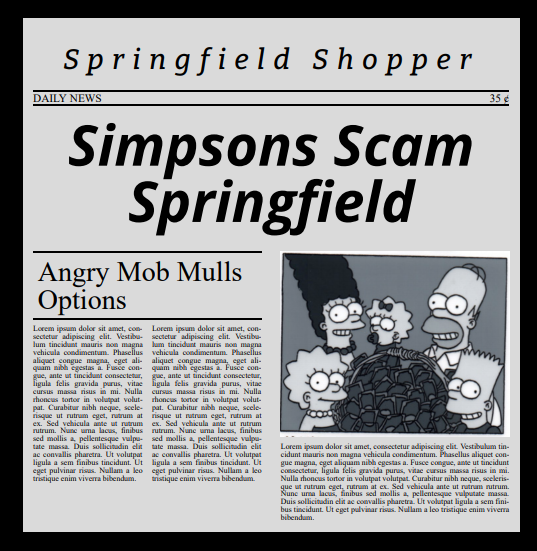 Springfield Shopper
DAILY NEWS
35 ¢
Simpsons Scam
Springfield
Angry Mob Mulls
Options
Lorem ipsum dolor sit amet, con-
sectetur adipiscing elit. Vestibu-
lum tincidunt mauris non magna
vehicula condimentum. Phasellus
aliquet congue magna, eget ali-
quam nibh egestas a. Fusce con-
gue, ante ut tincidunt consectetur,
ligula felis gravida purus, vitae
cursus massa risus in mi. Nulla
rhoncus tortor in volutpat volut-
pat. Curabitur nibh neque, scele-
risque ut rutrum eget, rutrum at
ex. Sed vehicula ante ut rutrum
rutrum. Nunc urna lacus, finibus
sed mollis a, pellentesque vulpu-
tate massa. Duis sollicitudin elit
ac convallis pharetra. Ut volutpat
ligula a sem finibus tincidunt. Ut
eget pulvinar risus. Nullam a leo
tristique enim viverra bibendum.
Lorem ipsum dolor sit amet, con-
sectetur adipiscing elit. Vestibu-
lum tincidunt mauris non magna
vehicula condimentum. Phasellus
aliquet congue magna, eget ali-
quam nibh egestas a. Fusce con-
gue, ante ut tincidunt consectetur,
ligula felis gravida purus, vitae
cursus massa risus in mi. Nulla
rhoncus tortor in volutpat volut-
pat. Curabitur nibh neque, scele-
risque ut rutrum eget, rutrum at
ex. Sed vehicula ante ut rutrum
rutrum. Nunc urna lacus, finibus
sed mollis a, pellentesque vulpu-
tate massa. Duis sollicitudin elit
ac convallis pharetra. Ut volutpat
ligula a sem finibus tincidunt. Ut
eget pulvinar risus. Nullam a leo
tristique enim viverra bibendum.
Lorem ipsum dolor sit amet, consectetur adipiscing elit. Vestibulum tin-
cidunt mauris non magna vehicula condimentum. Phasellus aliquet con-
gue magna, eget aliquam nibh egestas a. Fusce congue, ante ut tincidunt
consectetur, ligula felis gravida purus, vitae cursus massa risus in mi.
Nulla rhoncus tortor in volutpat volutpat. Curabitur nibh neque, sceleris-
que ut rutrum eget, rutrum at ex. Sed vehicula ante ut rutrum rutrum.
Nunc urna lacus, finibus sed mollis a, pellentesque vulputate massa.
Duis sollicitudin elit ac convallis pharetra. Ut volutpat ligula a sem fini-
bus tincidunt. Ut eget pulvinar risus. Nullam a leo tristique enim viverra
bibendum.